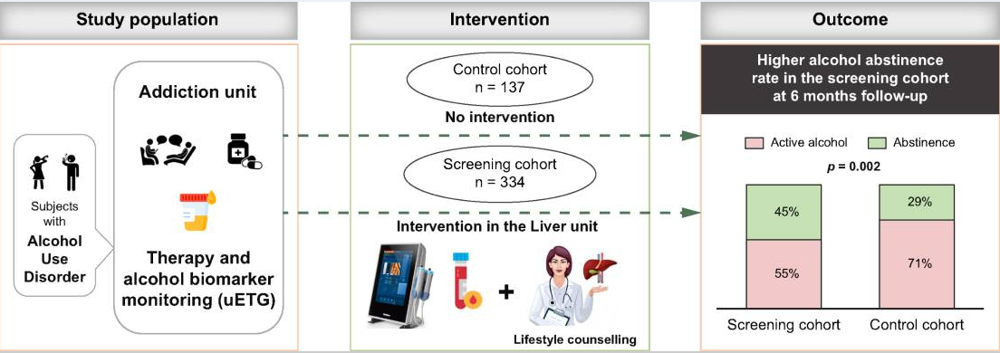 Study population
Intervention
Outcome
Addiction unit
Subjects
with
Alcohol
Use
Disorder
Therapy and
alcohol biomarker
monitoring (uETG)
Control cohort
n = 137
No intervention
Screening cohort
n = 334
Intervention in the Liver unit
+
Lifestyle counselling
Higher alcohol abstinence
rate in the screening cohort
at 6 months follow-up
Active alcohol
Abstinence
p = 0.002
45%
29%
55%
71%
Screening cohort
Control cohort